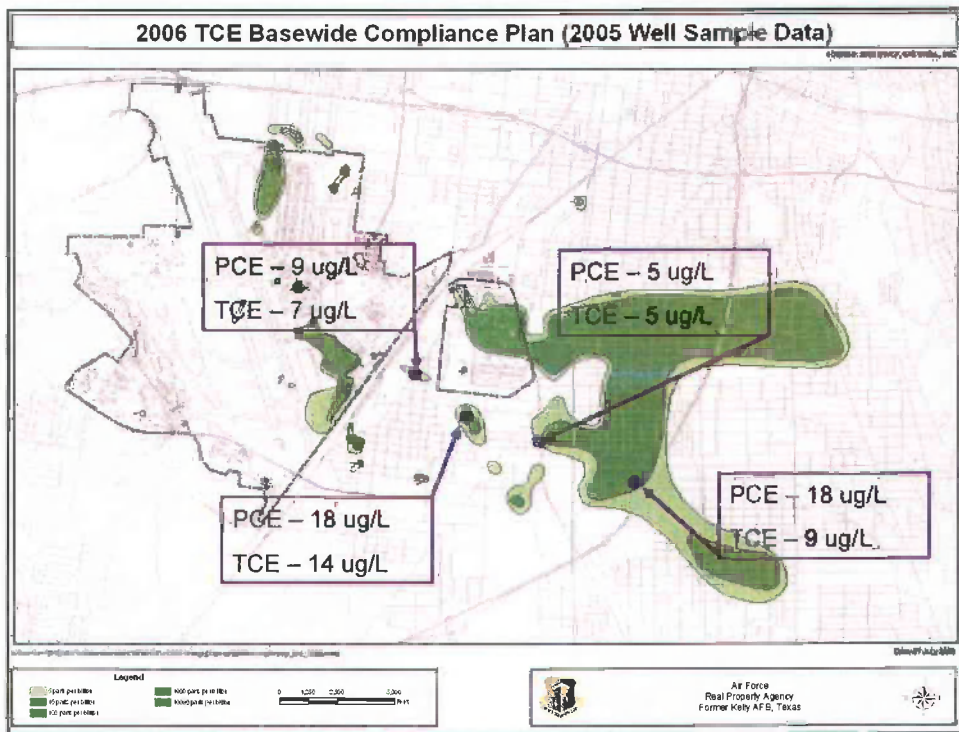 2006 TCE Basewide Compliance Plan (2005 Well Sample Data)
PCE – 9 ug/L
TCE – 7 ug/L
PCE – 5 ug/L
TCE – 5 ug/L
PCE – 18 ug/L
TCE – 14 ug/L
PCE – 18 ug/L
TCE – 9 ug/L
Legend
Air Force
Real Property Agency
Former Kelly AFB, Texas